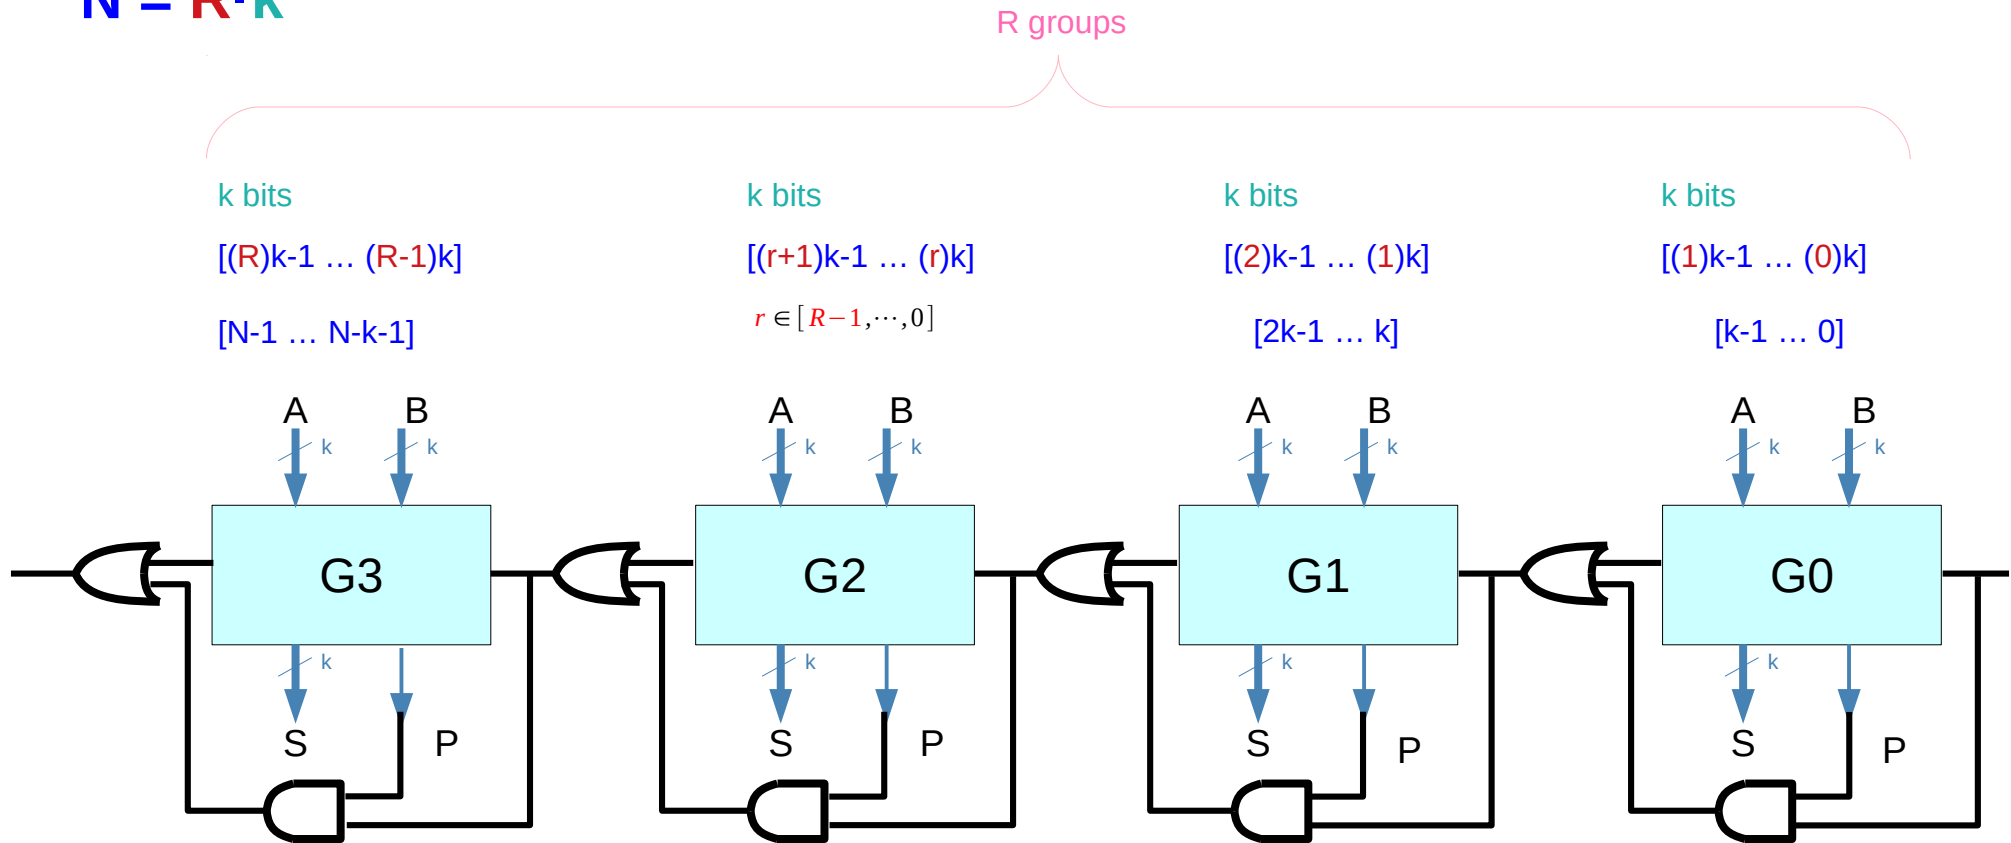 N = R·k
R groups
k bits k bits k bits k bits
[(R)k-1 … (R-1)k] [(r+1)k-1 … (r)k] [(2)k-1 … (1)k] [(1)k-1 … (0)k]
r ∈ [R−1,⋯,0]
[N-1 … N-k-1] [2k-1 … k] [k-1 … 0]
A B A B A B A B
k k k k k k k k
G3 G2 G1 G0
k k k k
S P S P S P S P